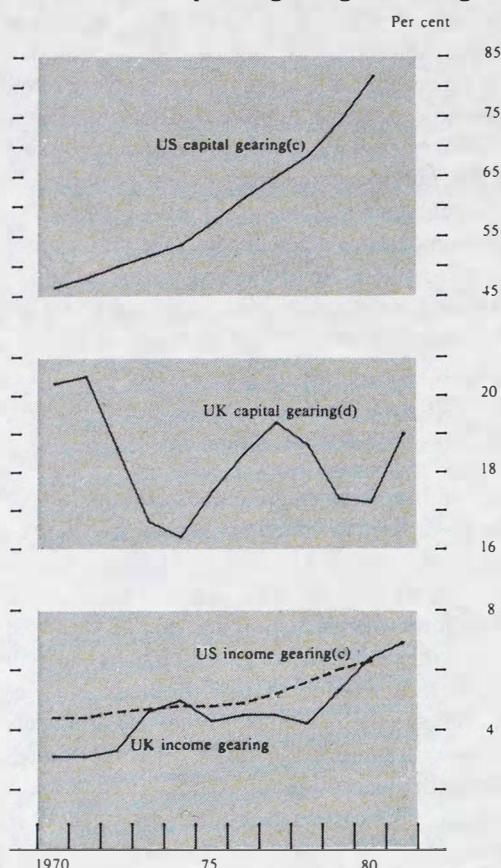 Per cent
85
US capital gearing(c)
75
65
55
45
UK capital gearing(d)
20
18
16
8
US income gearing(c)
UK income gearing
4
1970 75 80